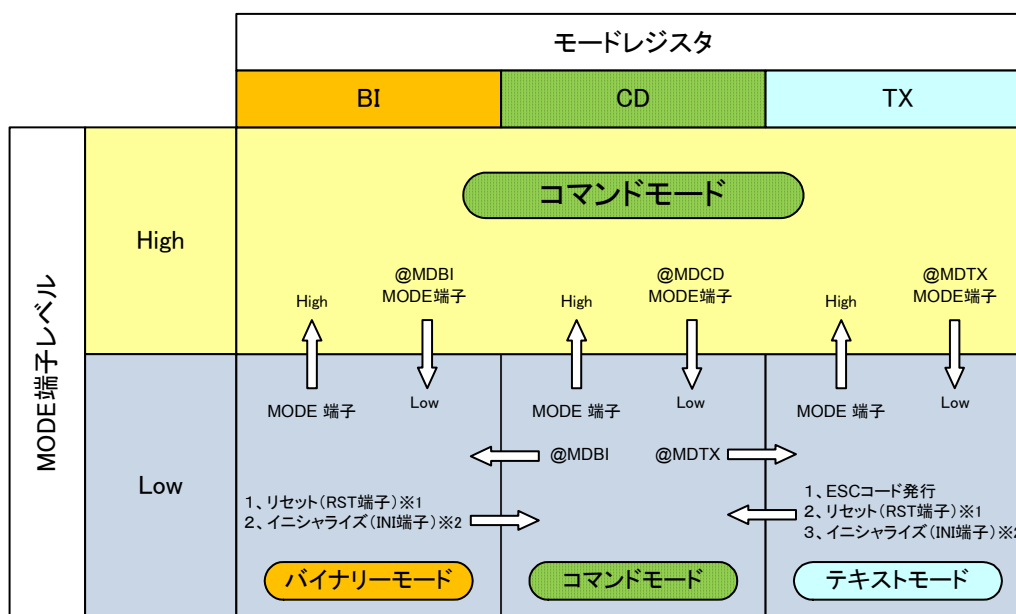 モードレジスタ
BI
CD
TX
MODE端子レベル
High
コマンドモード
High
@MDBI
MODE端子
High
@MDCD
MODE端子
High
@MDTX
MODE端子
Low
MODE 端子
Low
MODE 端子
Low
MODE 端子
Low
@MDBI
@MDTX
1、リセット(RST端子)※1
2、イニシャライズ(INI端子)※2
1、ESCコード発行
2、リセット(RST端子)※1
3、イニシャライズ(INI端子)※2
バイナリーモード
コマンドモード
テキストモード